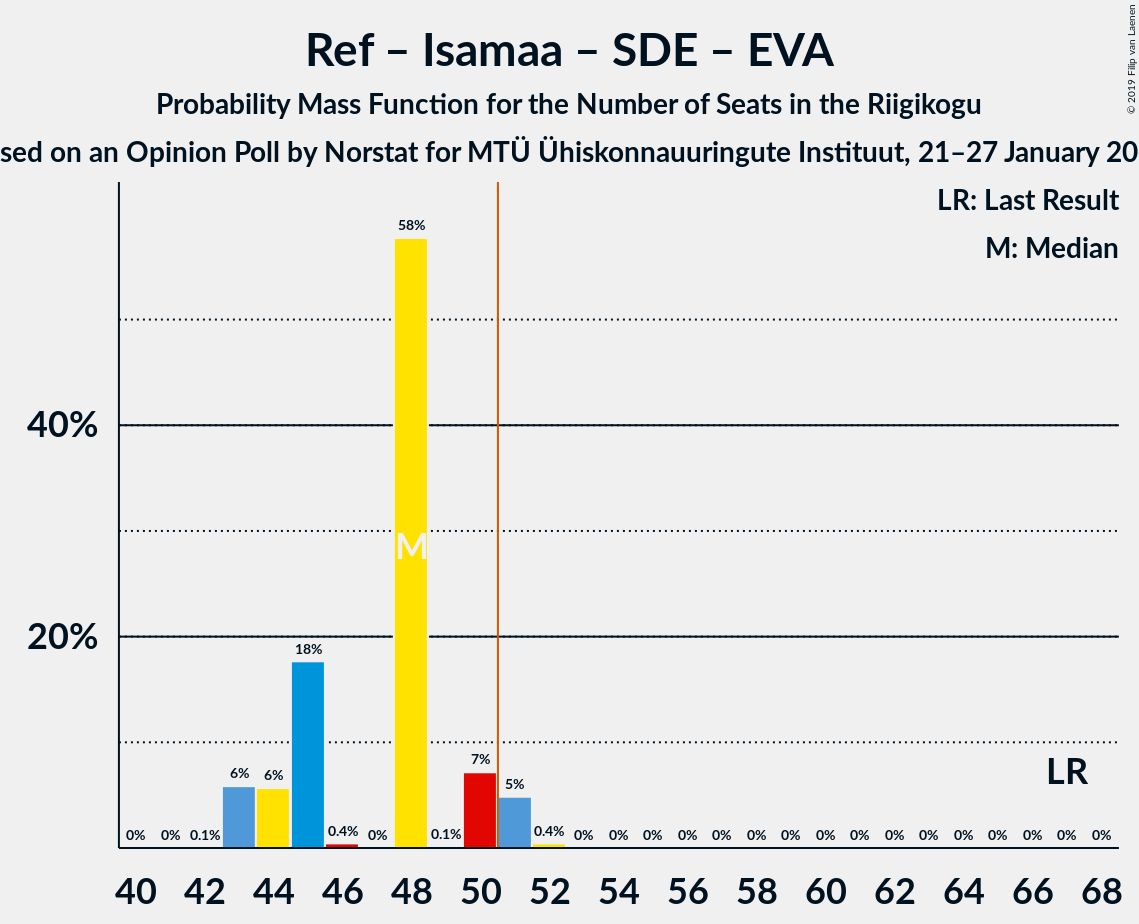 Ref – Isamaa – SDE – EVA
Probability Mass Function for the Number of Seats in the Riigikogu
sed on an Opinion Poll by Norstat for MTÜ Ühiskonnauuringute Instituut, 21–27 January 20
© 2019 Filip van Laenen
LR: Last Result
M: Median
58%
40%
M
20%
18%
LR
7%
6% 6% 5%
0% 0% 0.1% 0.4% 0% 0.1% 0.4% 0% 0% 0% 0% 0% 0% 0% 0% 0% 0% 0% 0% 0% 0% 0% 0%
40 42 44 46 48 50 52 54 56 58 60 62 64 66 68